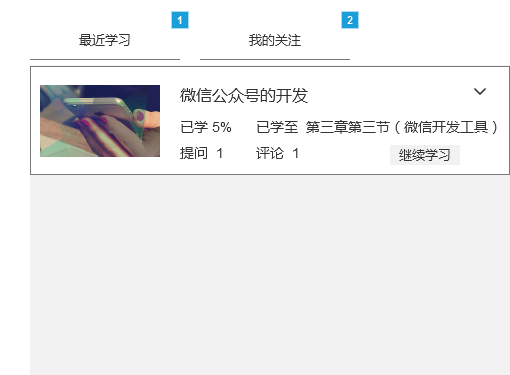 1 2
最近学习 我的关注
微信公众号的开发
已学 5% 已学至 第三章第三节（微信开发工具）
提问 1 评论 1 继续学习